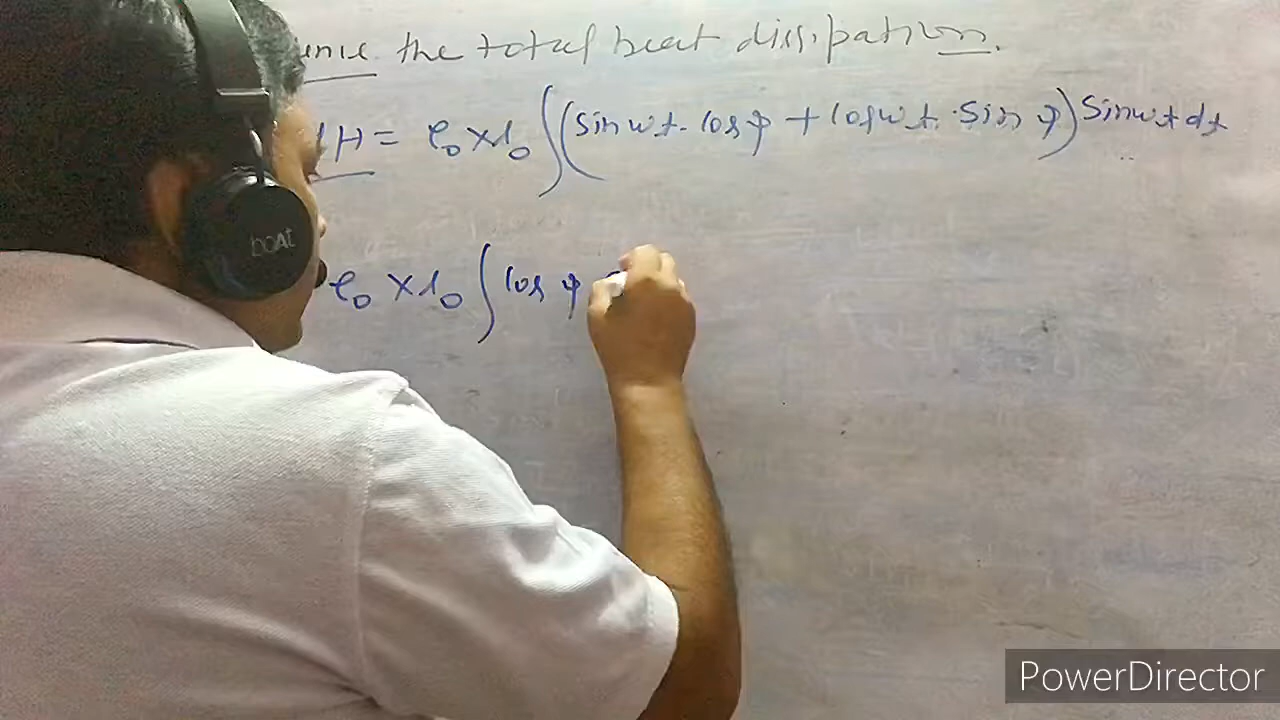 the total heat dissipation.
H = e₀ × i₀ ∫(sin ωt. cos φ + cos ωt. sin φ) sin ωt dt
boAt
e₀ × i₀ ∫ cos φ
PowerDirector